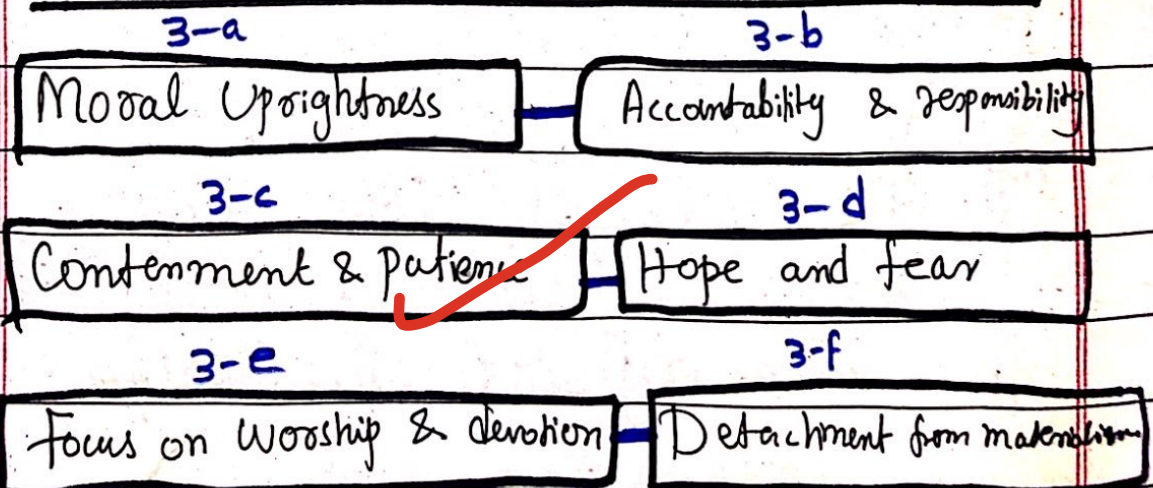 3-a 3-b
Moral Uprightness Accountability & responsibility
3-c 3-d
Contenment & patience Hope and fear
3-e 3-f
Focus on worship & devotion Detachment from materialism